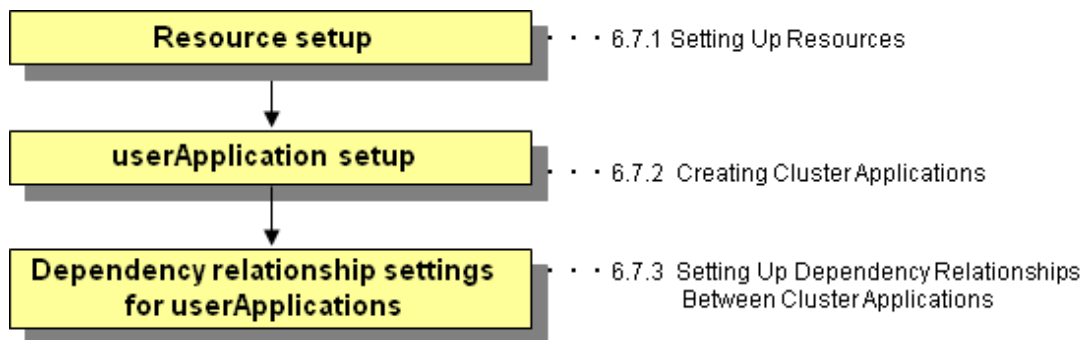 Resource setup
· · · 6.7.1 Setting Up Resources
userApplication setup
· · · 6.7.2 Creating Cluster Applications
Dependency relationship settings
for userApplications
· · · 6.7.3 Setting Up Dependency Relationships
Between Cluster Applications